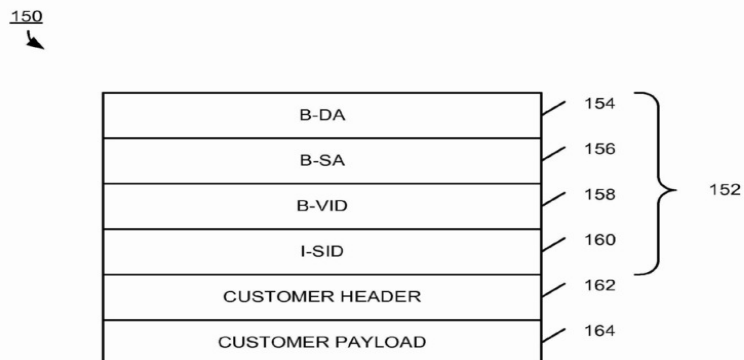 150
B-DA 154
B-SA 156
B-VID 158
152
I-SID 160
CUSTOMER HEADER 162
CUSTOMER PAYLOAD 164